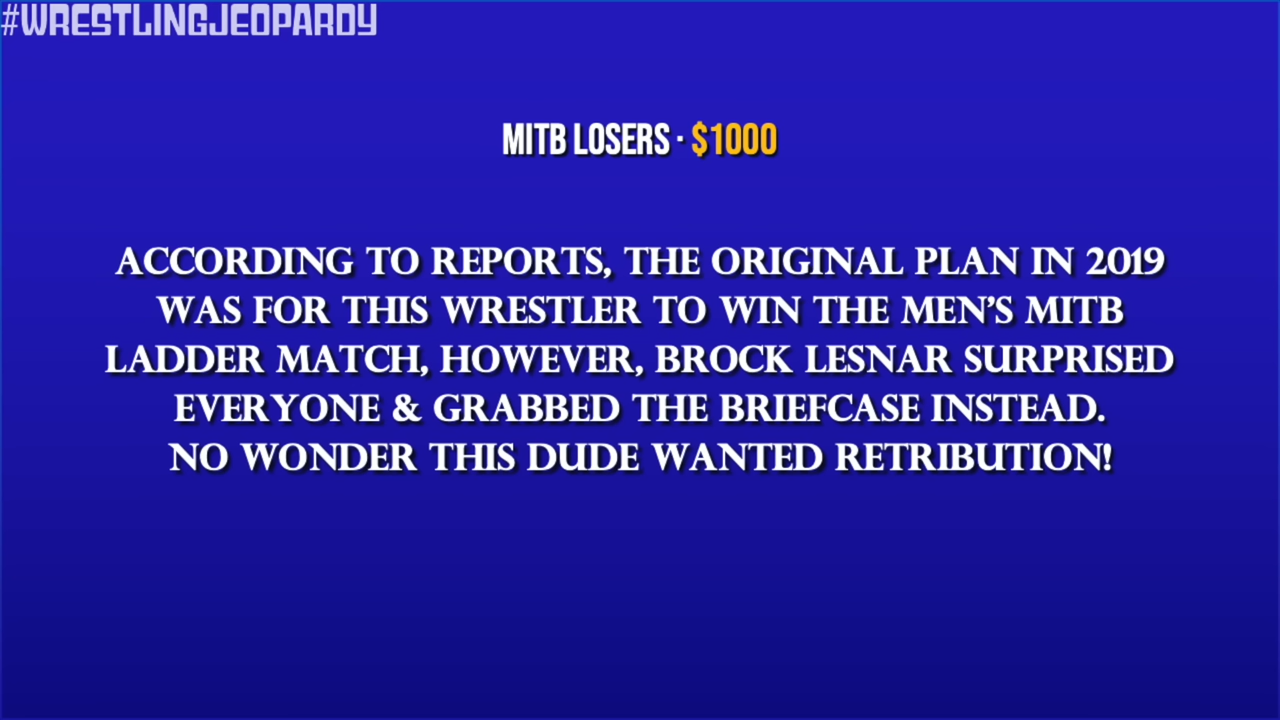 #WRESTLINGJEOPARDY
MITB LOSERS · $1000
ACCORDING TO REPORTS, THE ORIGINAL PLAN IN 2019
WAS FOR THIS WRESTLER TO WIN THE MEN'S MITB
LADDER MATCH, HOWEVER, BROCK LESNAR SURPRISED
EVERYONE & GRABBED THE BRIEFCASE INSTEAD.
NO WONDER THIS DUDE WANTED RETRIBUTION!